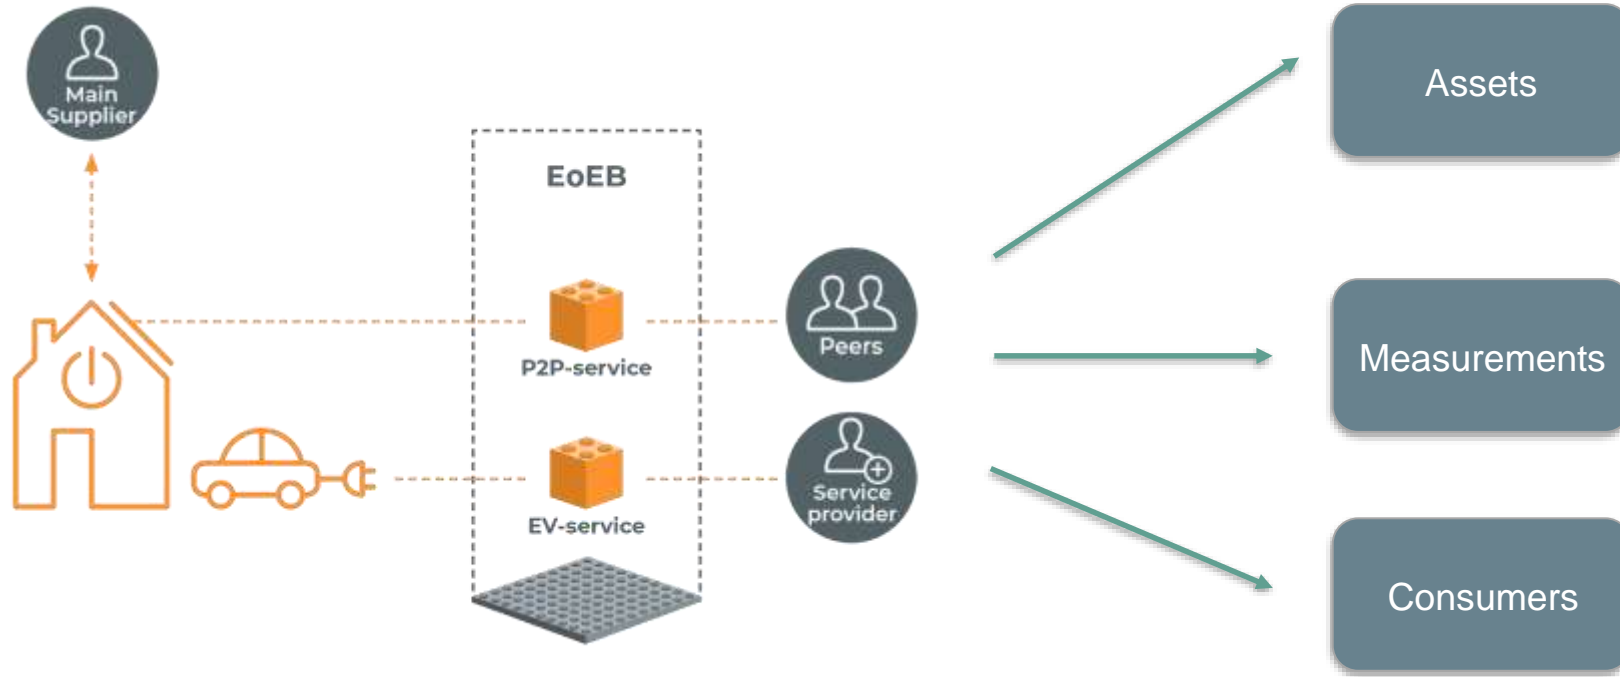 Main
Supplier
EoEB
P2P-service
Peers
EV-service
Service
provider
Assets
Measurements
Consumers